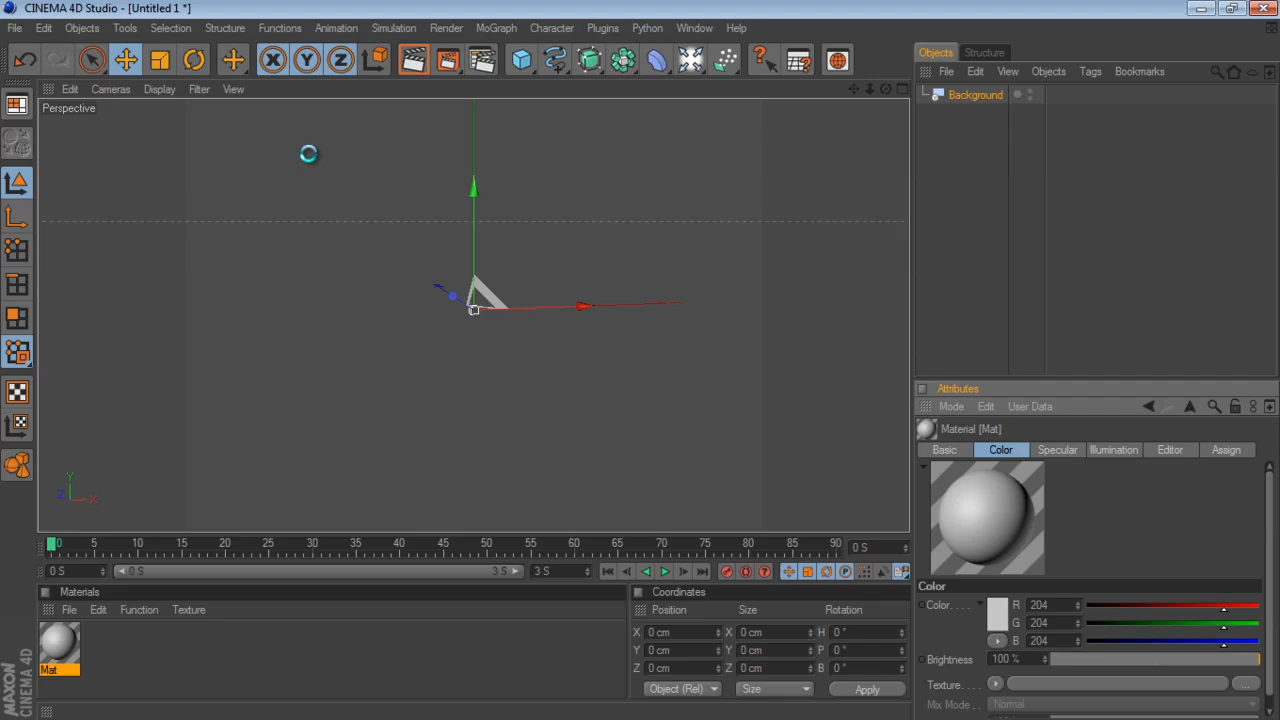 CINEMA 4D Studio - [Untitled 1 *]
File Edit Objects Tools Selection Structure Functions Animation Simulation Render MoGraph Character Plugins Python Window Help
X Y Z
Objects Structure
File Edit View Objects Tags Bookmarks
Background
Edit Cameras Display Filter View
Perspective
Y
Z X
0 5 10 15 20 25 30 35 40 45 50 55 60 65 70 75 80 85 90 0 S
0 S 0 S 3 S 3 S
Materials
File Edit Function Texture
Mat
Coordinates
Position Size Rotation
X 0 cm X 0 cm H 0 °
Y 0 cm Y 0 cm P 0 °
Z 0 cm Z 0 cm B 0 °
Object (Rel) Size Apply
Attributes
Mode Edit User Data
Material [Mat]
Basic Color Specular Illumination Editor Assign
Color
Color. . . . R 204
G 204
B 204
Brightness 100 %
Texture. . . . ...
Mix Mode. . Normal
MAXON
CINEMA 4D